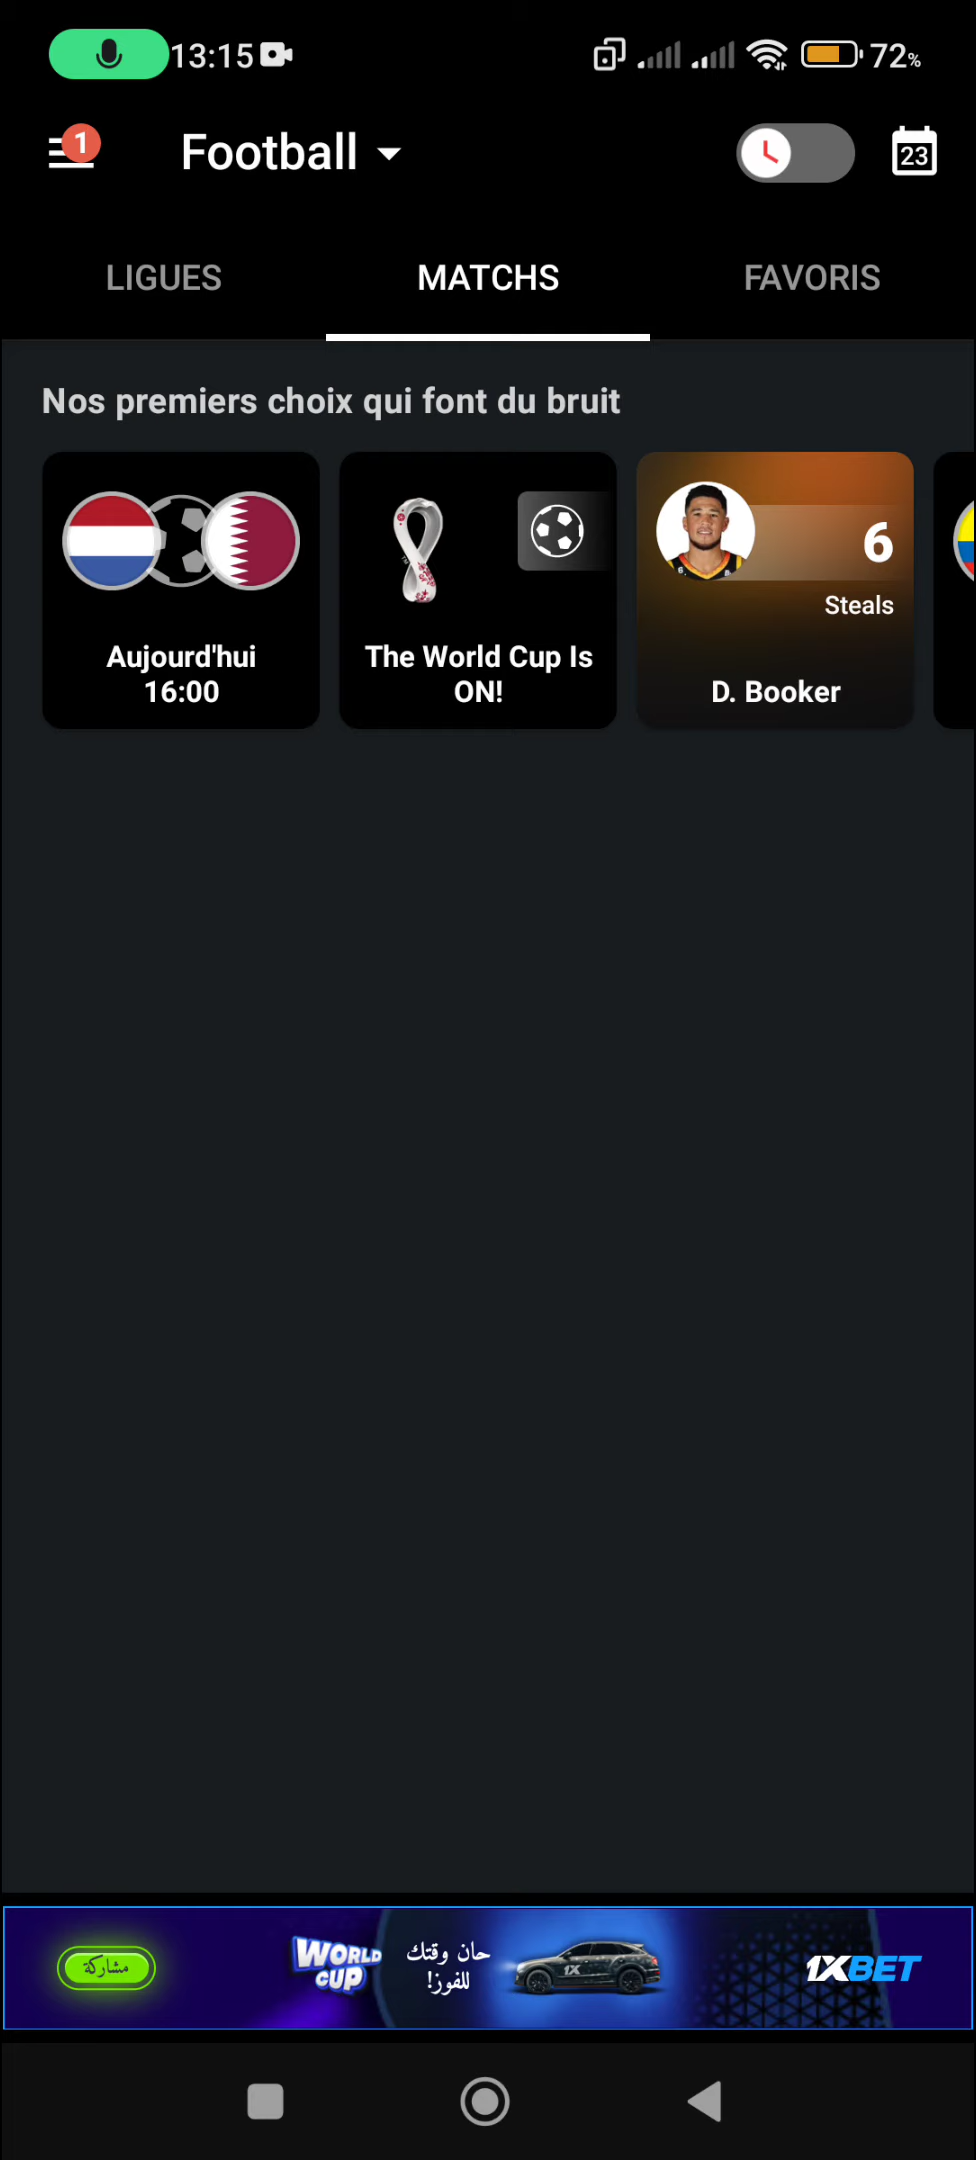 13:15
72%
1
Football
23
LIGUES
MATCHS
FAVORIS
Nos premiers choix qui font du bruit
Aujourd'hui
16:00
The World Cup Is
ON!
6
Steals
D. Booker
مشاركة
WORLD
CUP
حان وقتك
للفوز!
1X
1XBET